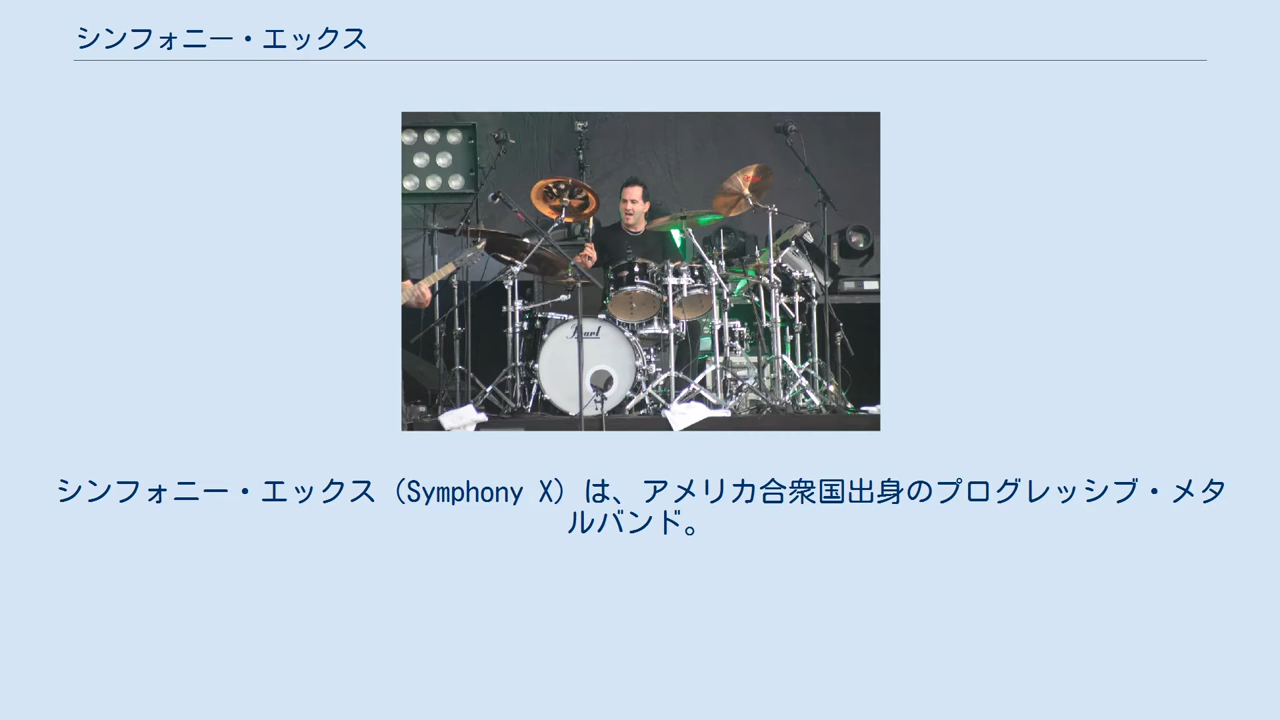 シンフォニー・エックス
Pearl
シンフォニー・エックス（Symphony X）は、アメリカ合衆国出身のプログレッシブ・メタ
ルバンド。